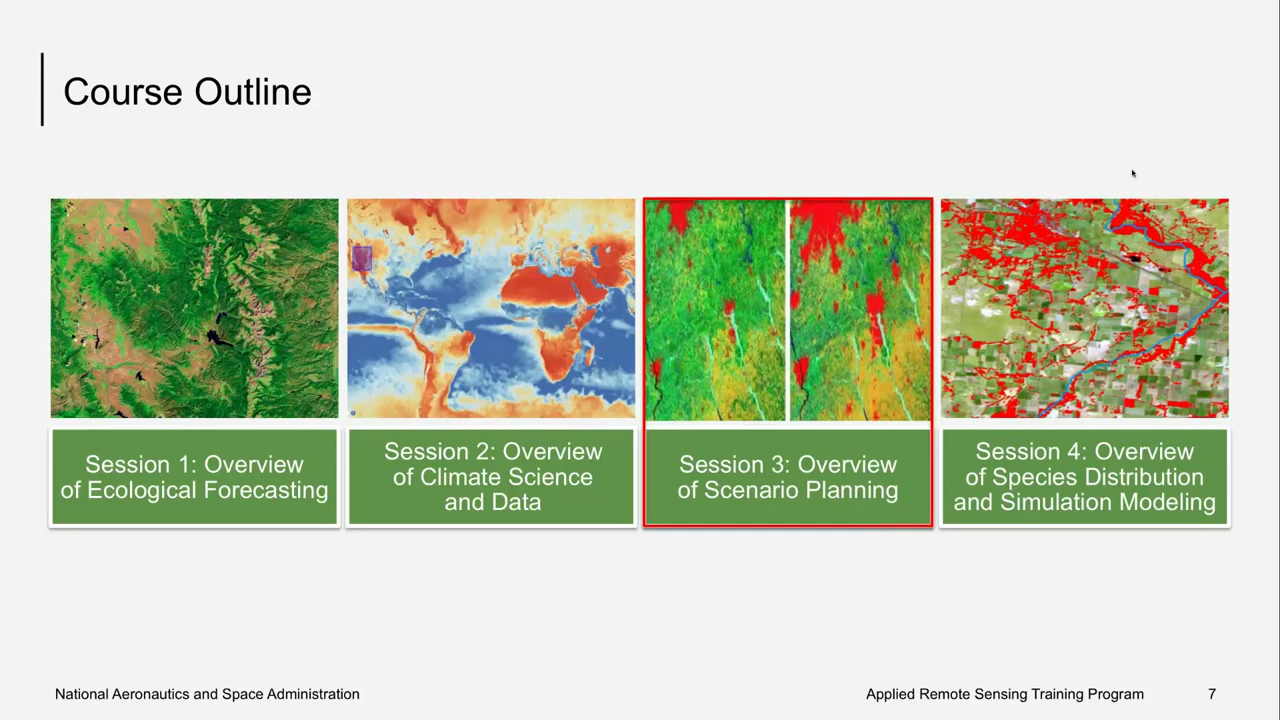 Course Outline
Session 1: Overview
of Ecological Forecasting
Session 2: Overview
of Climate Science
and Data
Session 3: Overview
of Scenario Planning
Session 4: Overview
of Species Distribution
and Simulation Modeling
National Aeronautics and Space Administration
Applied Remote Sensing Training Program
7